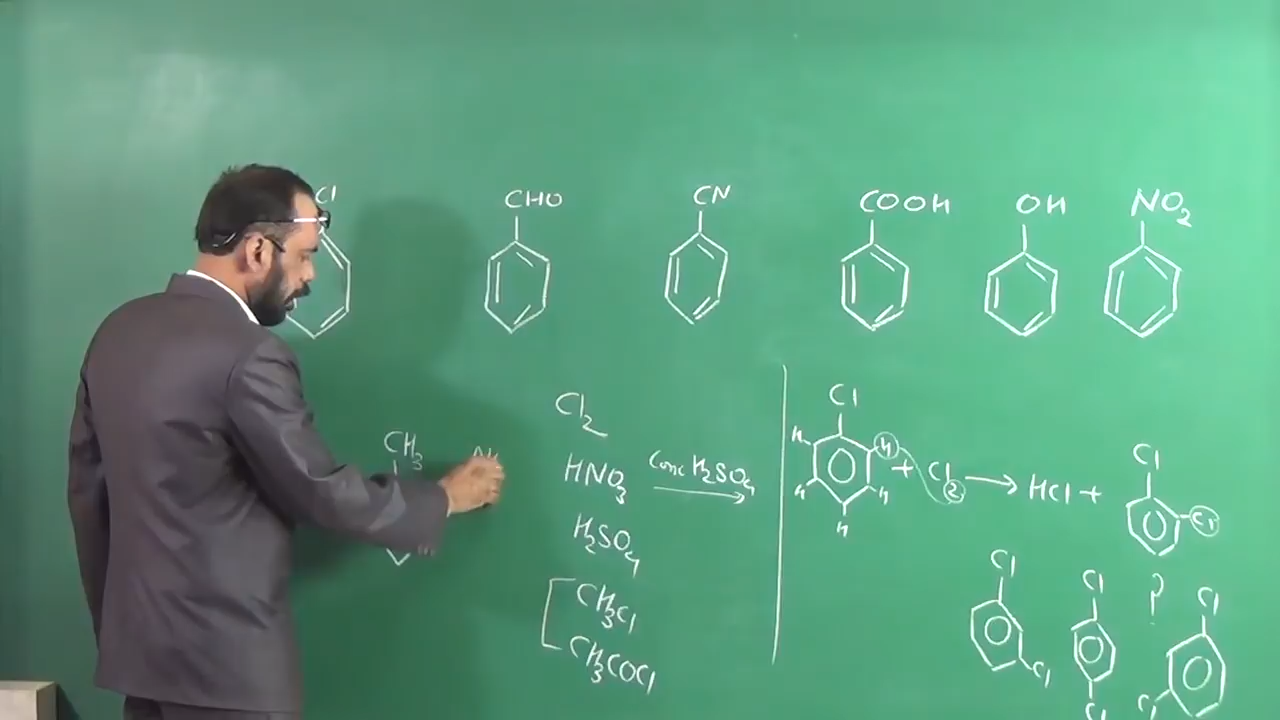 Cl
CHO
CN
COOH
OH
NO2
CH3
Cl2
HNO3
H2SO4
CH3Cl
CH3COCl
Conc H2SO4
Cl
H
H
H
H
H
+ Cl2 → HCl +
Cl
Cl
Cl
Cl
Cl
Cl
?
Cl
Cl